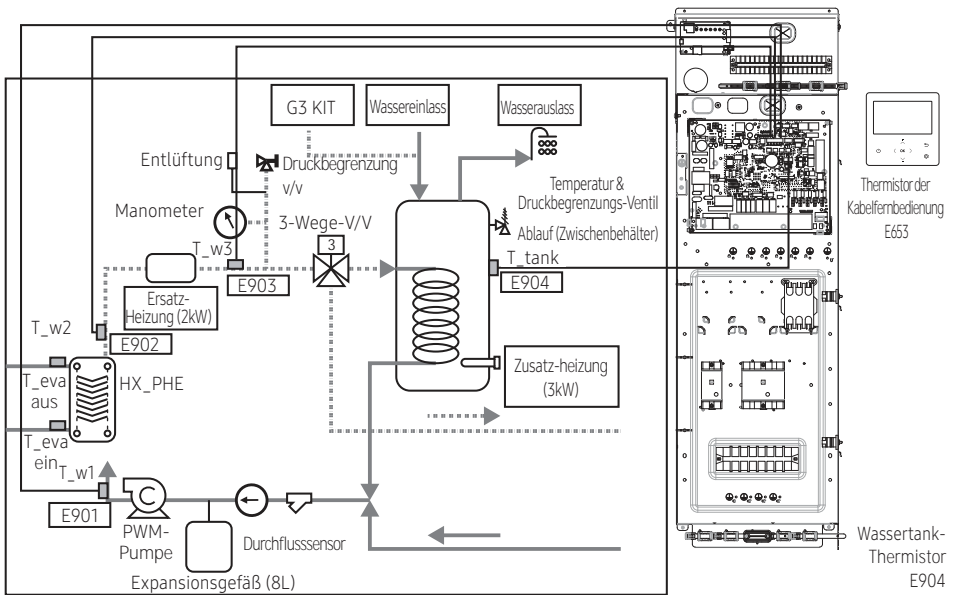 G3 KIT
Wassereinlass
Wasserauslass
Entlüftung
Druckbegrenzung
v/v
Temperatur &
Druckbegrenzungs-Ventil
Ablauf (Zwischenbehälter)
Manometer
3-Wege-V/V
3
T_w3
E903
T_tank
E904
Ersatz-
Heizung (2kW)
T_w2
E902
HX_PHE
T_eva
aus
T_eva
ein
Zusatz-heizung
(3kW)
T_w1
E901
C
PWM-
Pumpe
Durchflusssensor
Expansionsgefäß (8L)
OK
Thermistor der
Kabelfernbedienung
E653
Wassertank-
Thermistor
E904